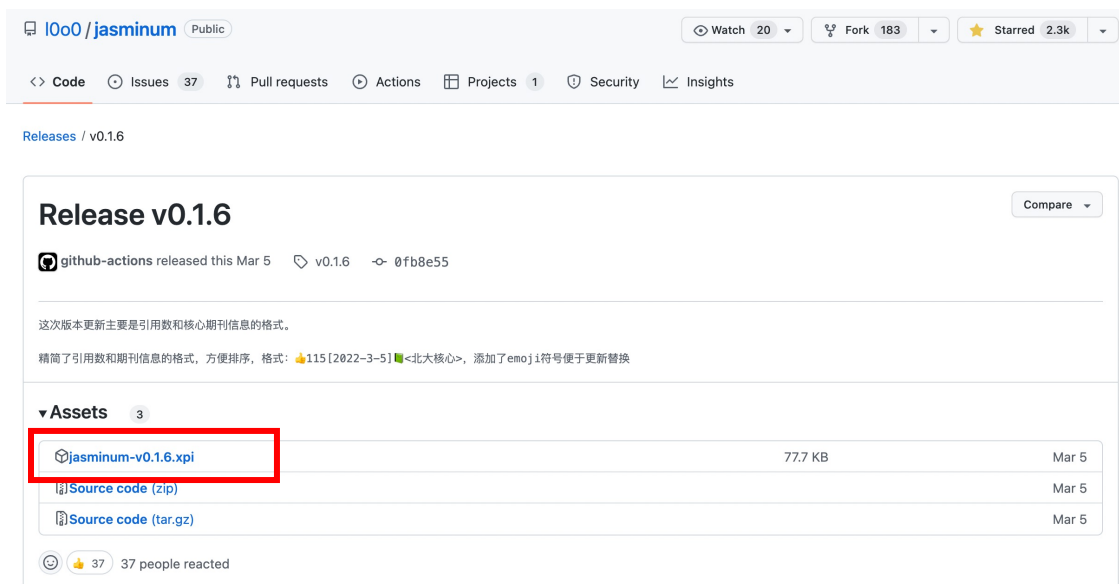 l0o0/jasminum Public Watch 20 Fork 183 Starred 2.3k
Code Issues 37 Pull requests Actions Projects 1 Security Insights
Releases / v0.1.6
Release v0.1.6 Compare
github-actions released this Mar 5 v0.1.6 0fb8e55
这次版本更新主要是引用数和核心期刊信息的格式。
精简了引用数和期刊信息的格式，方便排序，格式：👍115[2022-3-5]📗<北大核心>，添加了emoji符号便于更新替换
Assets 3
jasminum-v0.1.6.xpi 77.7 KB Mar 5
Source code (zip) Mar 5
Source code (tar.gz) Mar 5
👍 37 37 people reacted